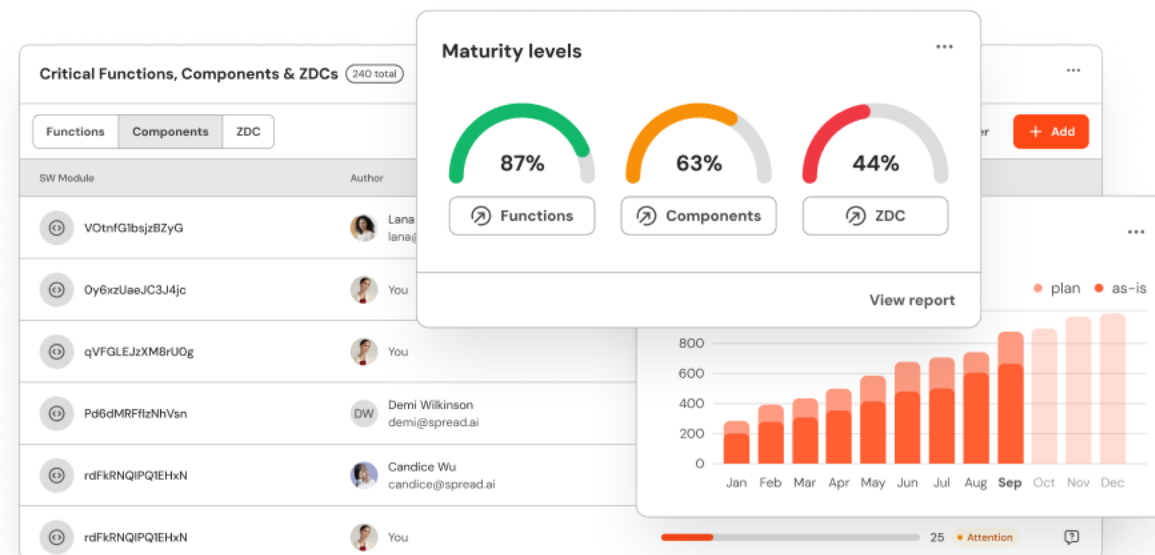 Maturity levels
87%
63%
44%
Functions
Components
ZDC
View report
Critical Functions, Components & ZDCs 240 total
Functions Components ZDC
+ Add
SW Module Author
VOtnfG1bsjzBZyG
Lana
0y6xzUaeJC3J4jc You
qVFGLEJzXM8rU0g You
Demi Wilkinson
DW
demi@spread.ai
Candice Wu
candice@spread.ai
You
25 Attention
plan as-is
800
600
400
200
0
Jan Feb Mar Apr May Jun Jul Aug Sep Oct Nov Dec